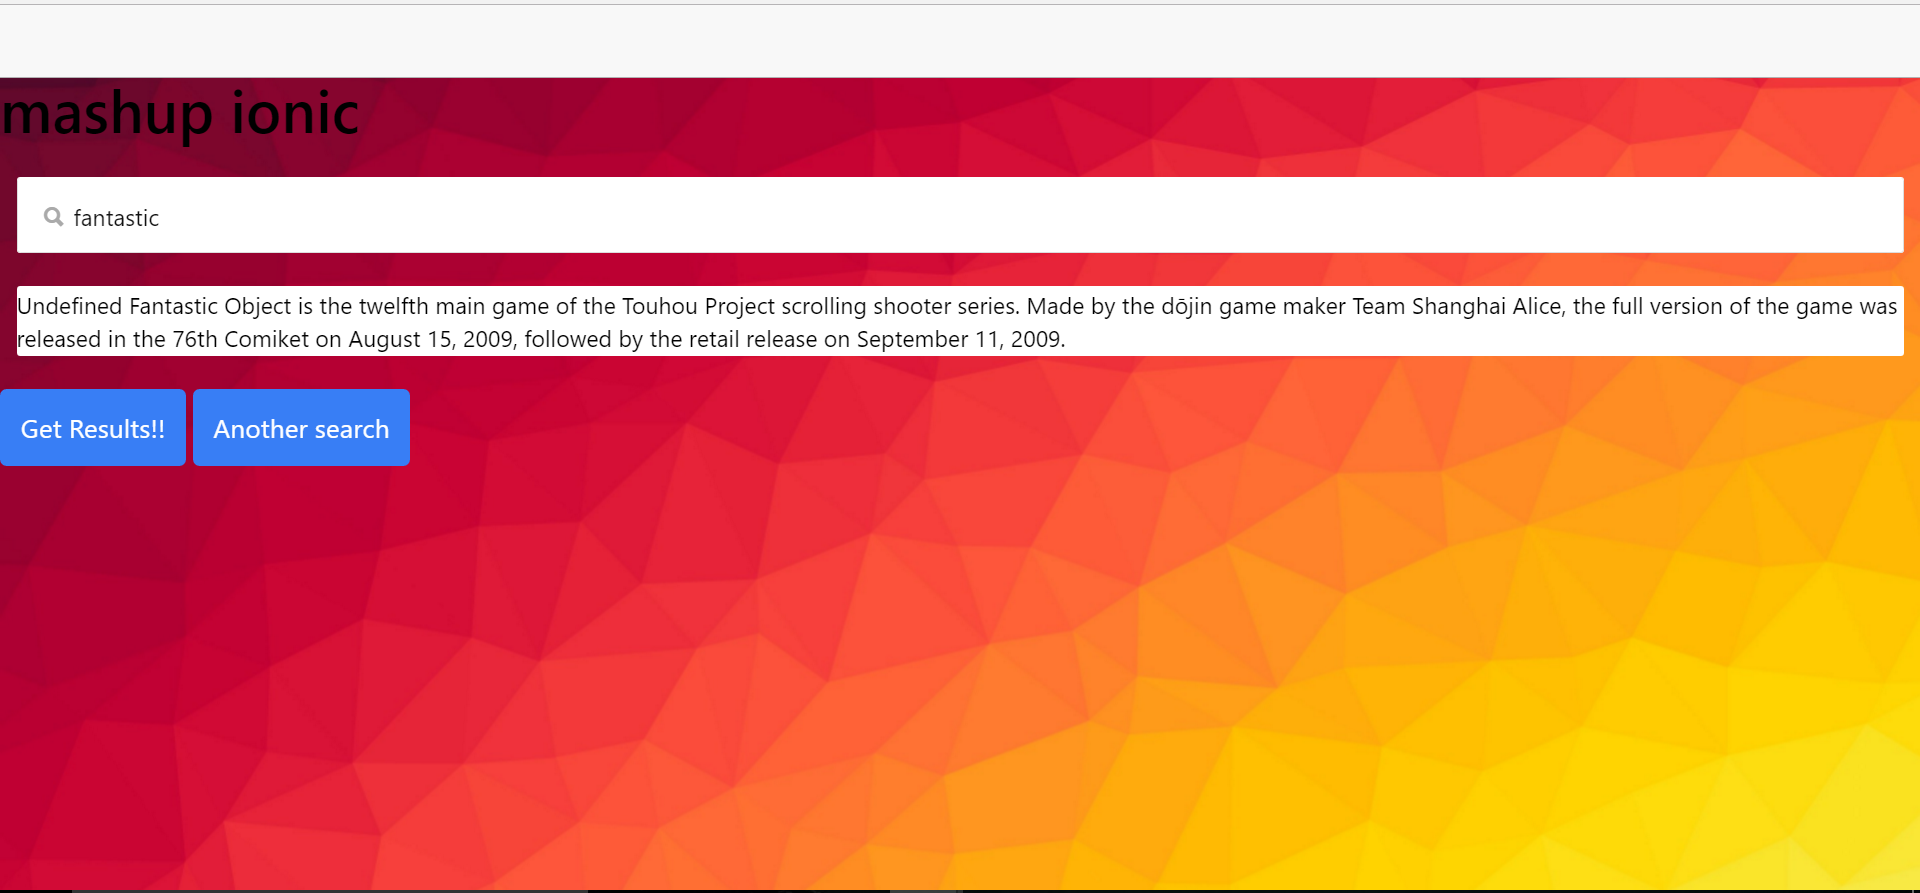 mashup ionic
fantastic
Undefined Fantastic Object is the twelfth main game of the Touhou Project scrolling shooter series. Made by the dōjin game maker Team Shanghai Alice, the full version of the game was
released in the 76th Comiket on August 15, 2009, followed by the retail release on September 11, 2009.
Get Results!! Another search